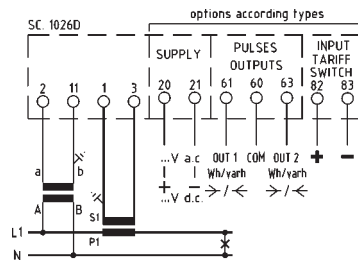 options according types
SC. 1026D
SUPPLY
PULSES
OUTPUTS
INPUT
TARIFF
SWITCH
2 11 1 3 20 21 61 60 63 82 83
a b
...V a.c.
OUT 1 COM OUT 2
+ -
Wh/varh Wh/varh
+ -
...V d.c.
A B
S1
L1
P1
N